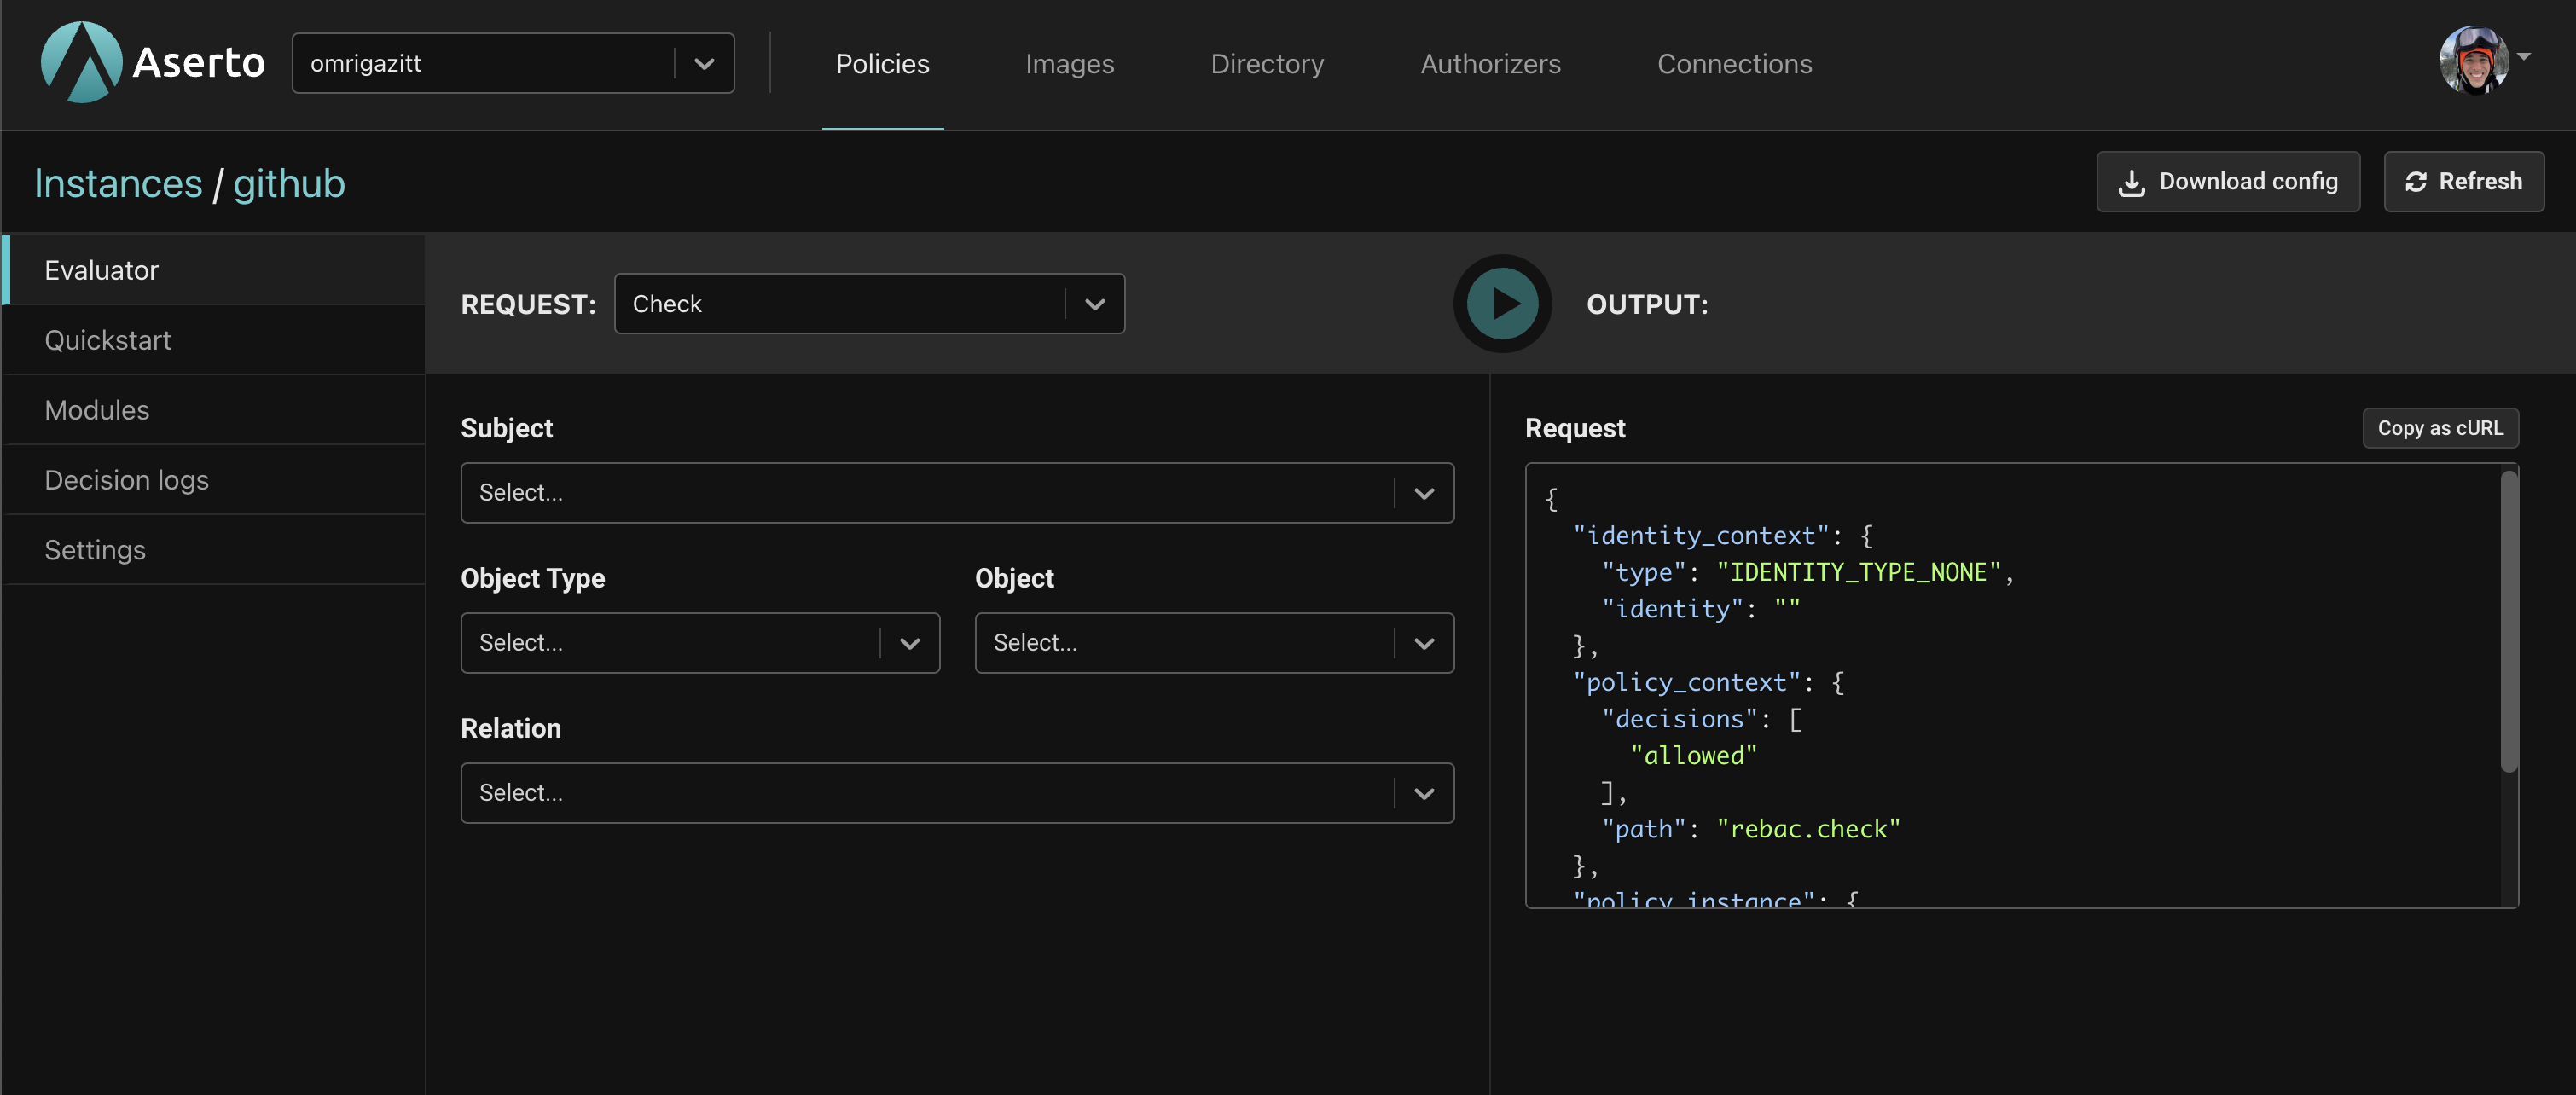 Aserto
omrigazitt
Policies
Images
Directory
Authorizers
Connections
Instances / github
Download config
Refresh
Evaluator
Quickstart
Modules
Decision logs
Settings
REQUEST:
Check
OUTPUT:
Subject
Select...
Object Type
Object
Select...
Select...
Relation
Select...
Request
Copy as cURL
{
"identity_context": {
"type": "IDENTITY_TYPE_NONE",
"identity": ""
},
"policy_context": {
"decisions": [
"allowed"
],
"path": "rebac.check"
},
"policy_instance": {